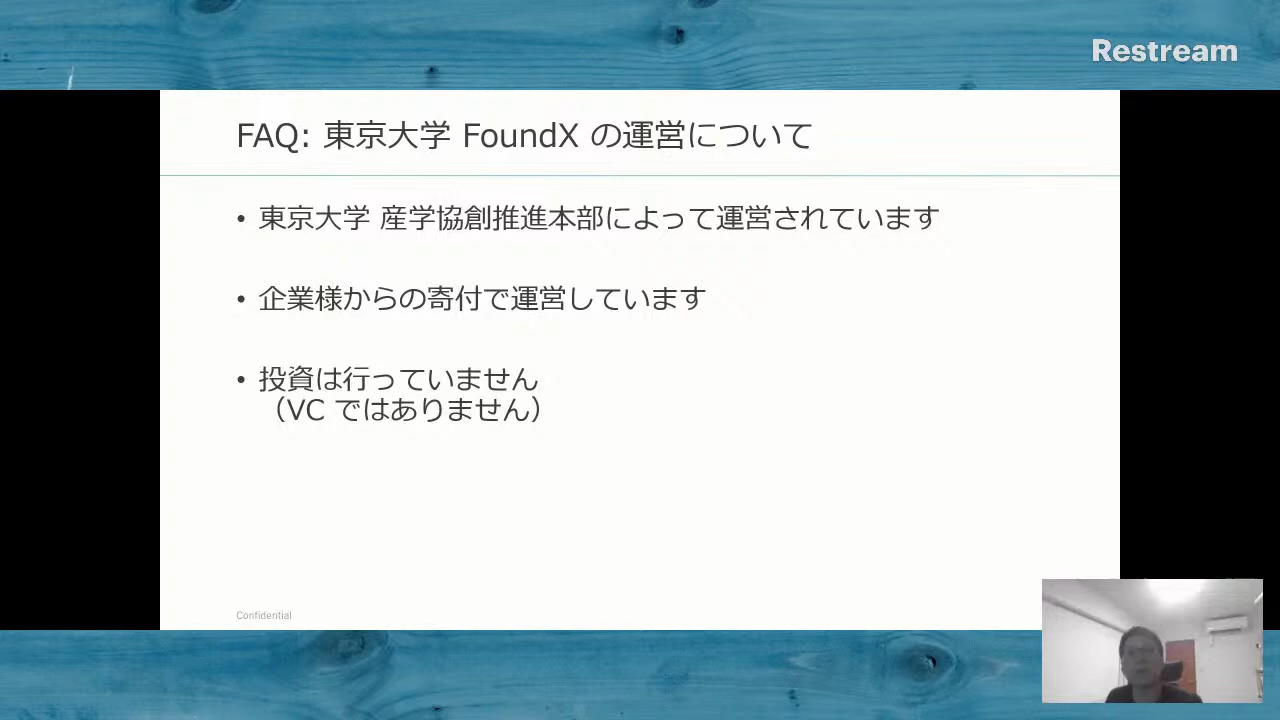 Restream
FAQ: 東京大学 FoundX の運営について
• 東京大学 産学協創推進本部によって運営されています
• 企業様からの寄付で運営しています
• 投資は行っていません
（VC ではありません）
Confidential